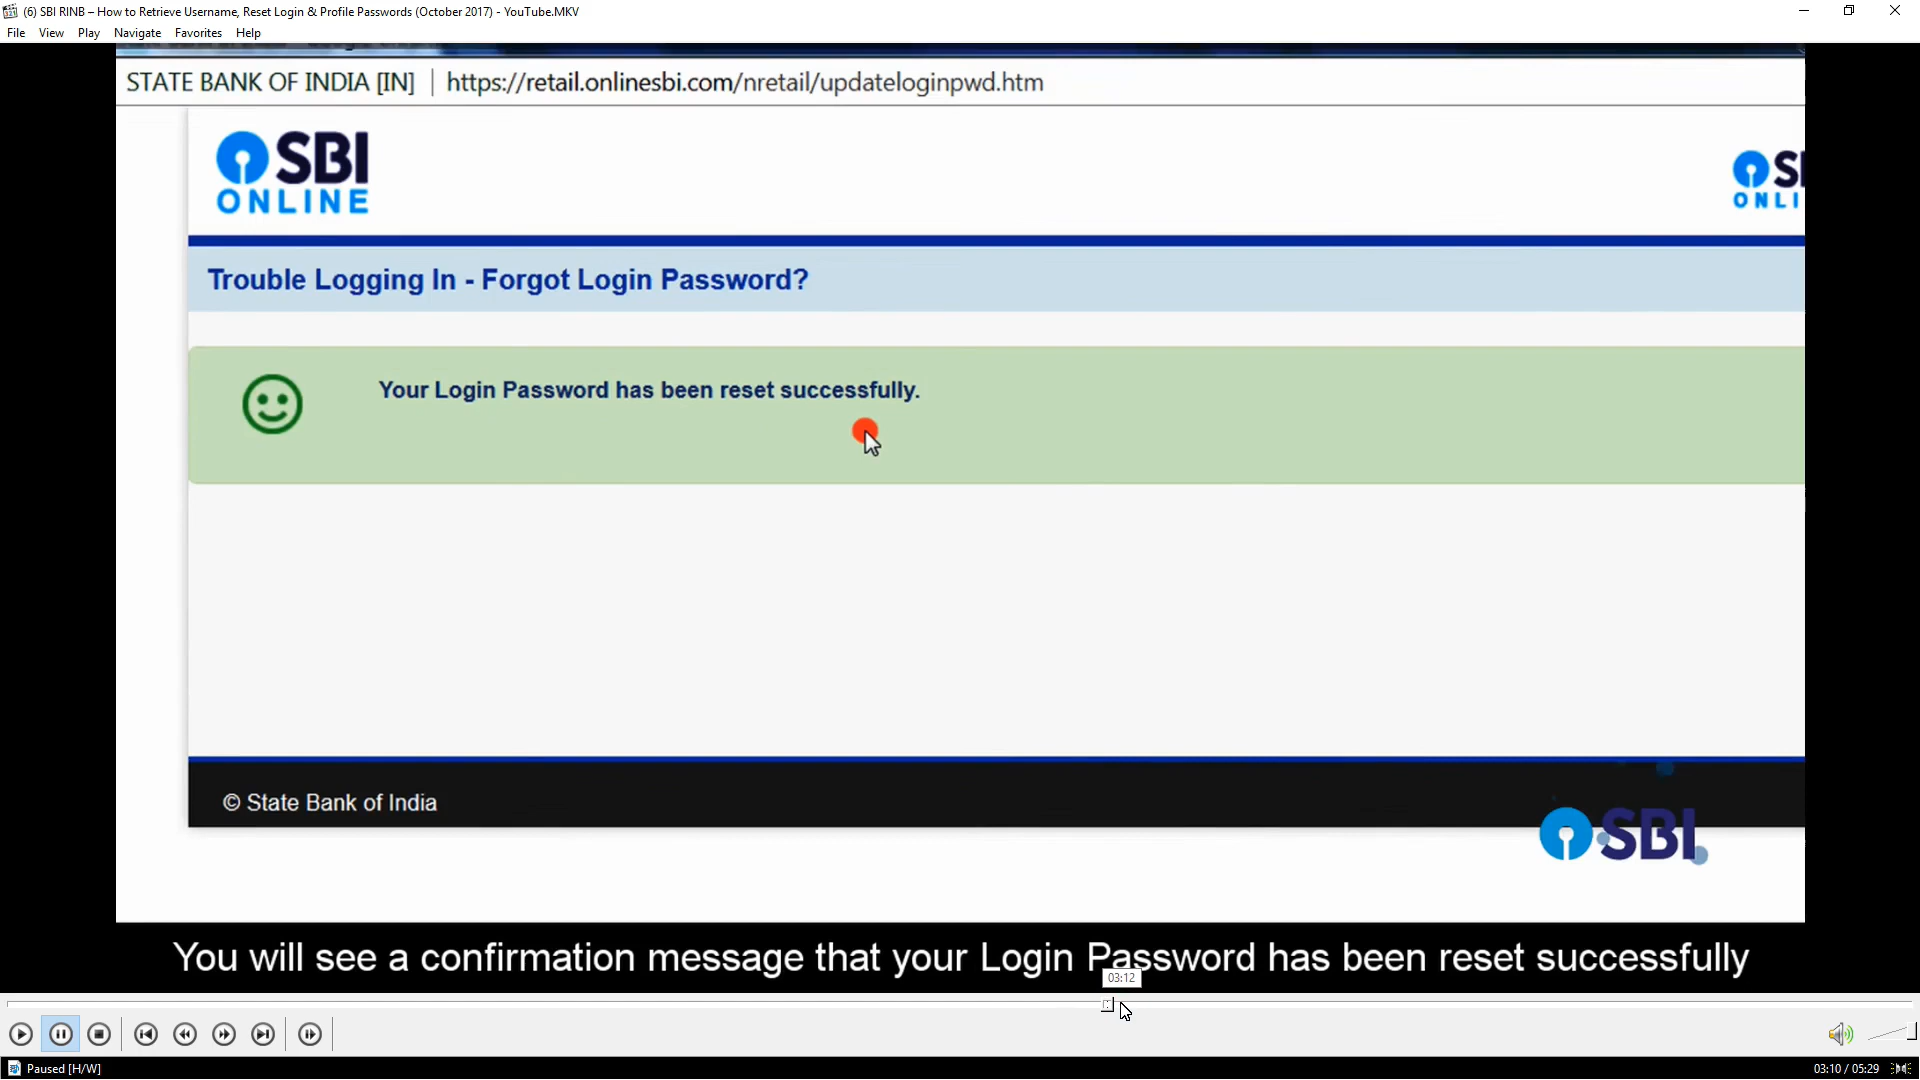 (6) SBI RINB – How to Retrieve Username, Reset Login & Profile Passwords (October 2017) - YouTube.MKV
File View Play Navigate Favorites Help
STATE BANK OF INDIA [IN] https://retail.onlinesbi.com/nretail/updateloginpwd.htm
SBI
ONLINE
Trouble Logging In - Forgot Login Password?
Your Login Password has been reset successfully.
© State Bank of India
SBI
You will see a confirmation message that your Login Password has been reset successfully
03:12
Paused [H/W]
03:10 / 05:29